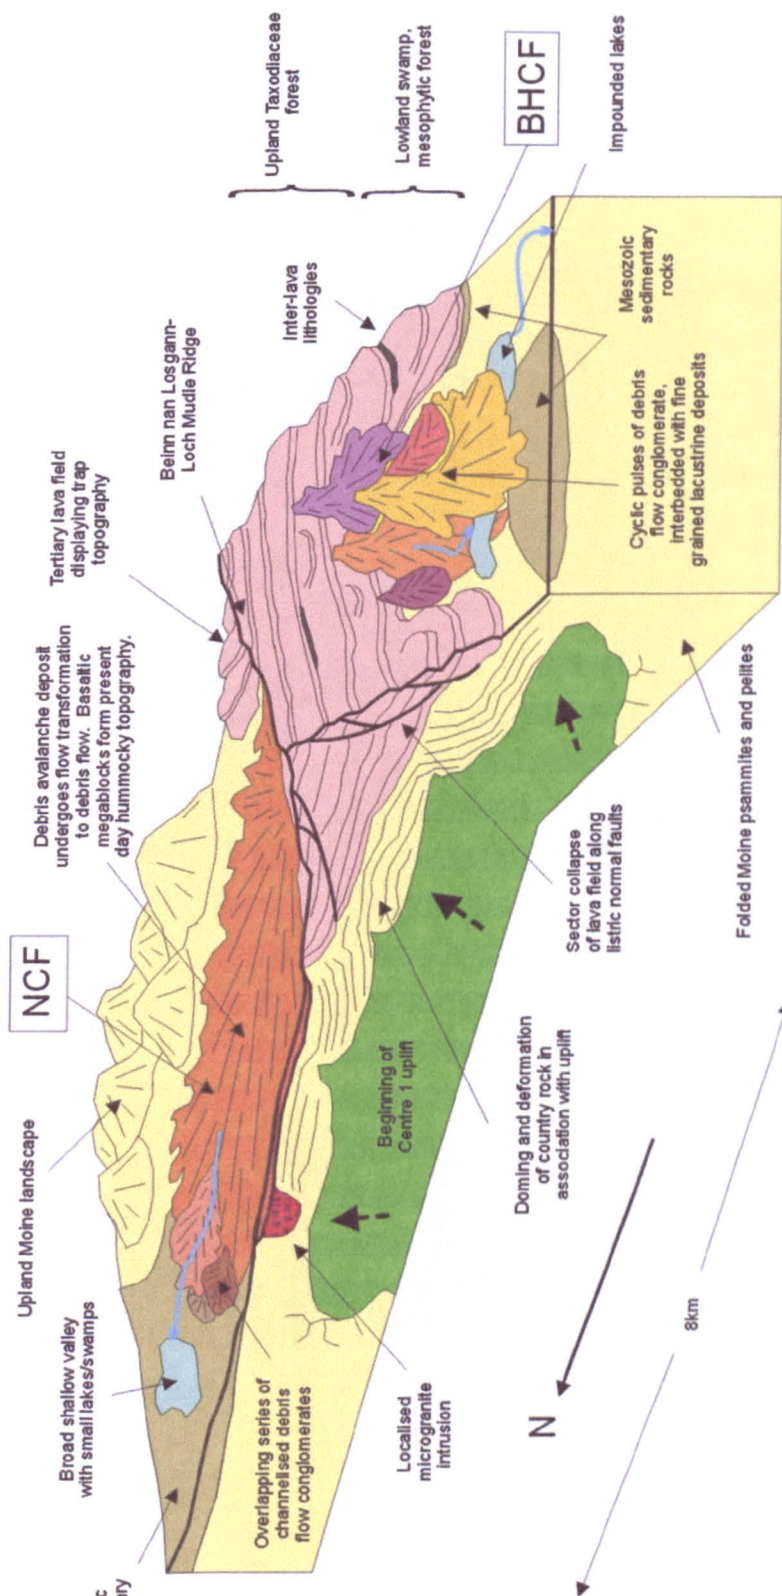 Upland Moine landscape
NCF
Debris avalanche deposit
undergoes flow transformation
to debris flow. Basaltic
megablocks form present
day hummocky topography.
Tertiary lava field
displaying trap
topography
Beinn nan Losgann-
Loch Mudle Ridge
Inter-lava
lithologies
Upland Taxodiaceae
forest
Lowland swamp,
mesophytic forest
BHCF
Impounded lakes
Broad shallow valley
with small lakes/swamps
Mesozoic
sedimentary
rocks
Cyclic pulses of debris
flow conglomerate,
interbedded with fine
grained lacustrine deposits
Overlapping series of
channelised debris
flow conglomerates
Localised
microgranite
intrusion
Beginning of
Centre 1 uplift
Doming and deformation
of country rock in
association with uplift
Sector collapse
of lava field along
listric normal faults
Folded Moine psammites and pelites
N
8km